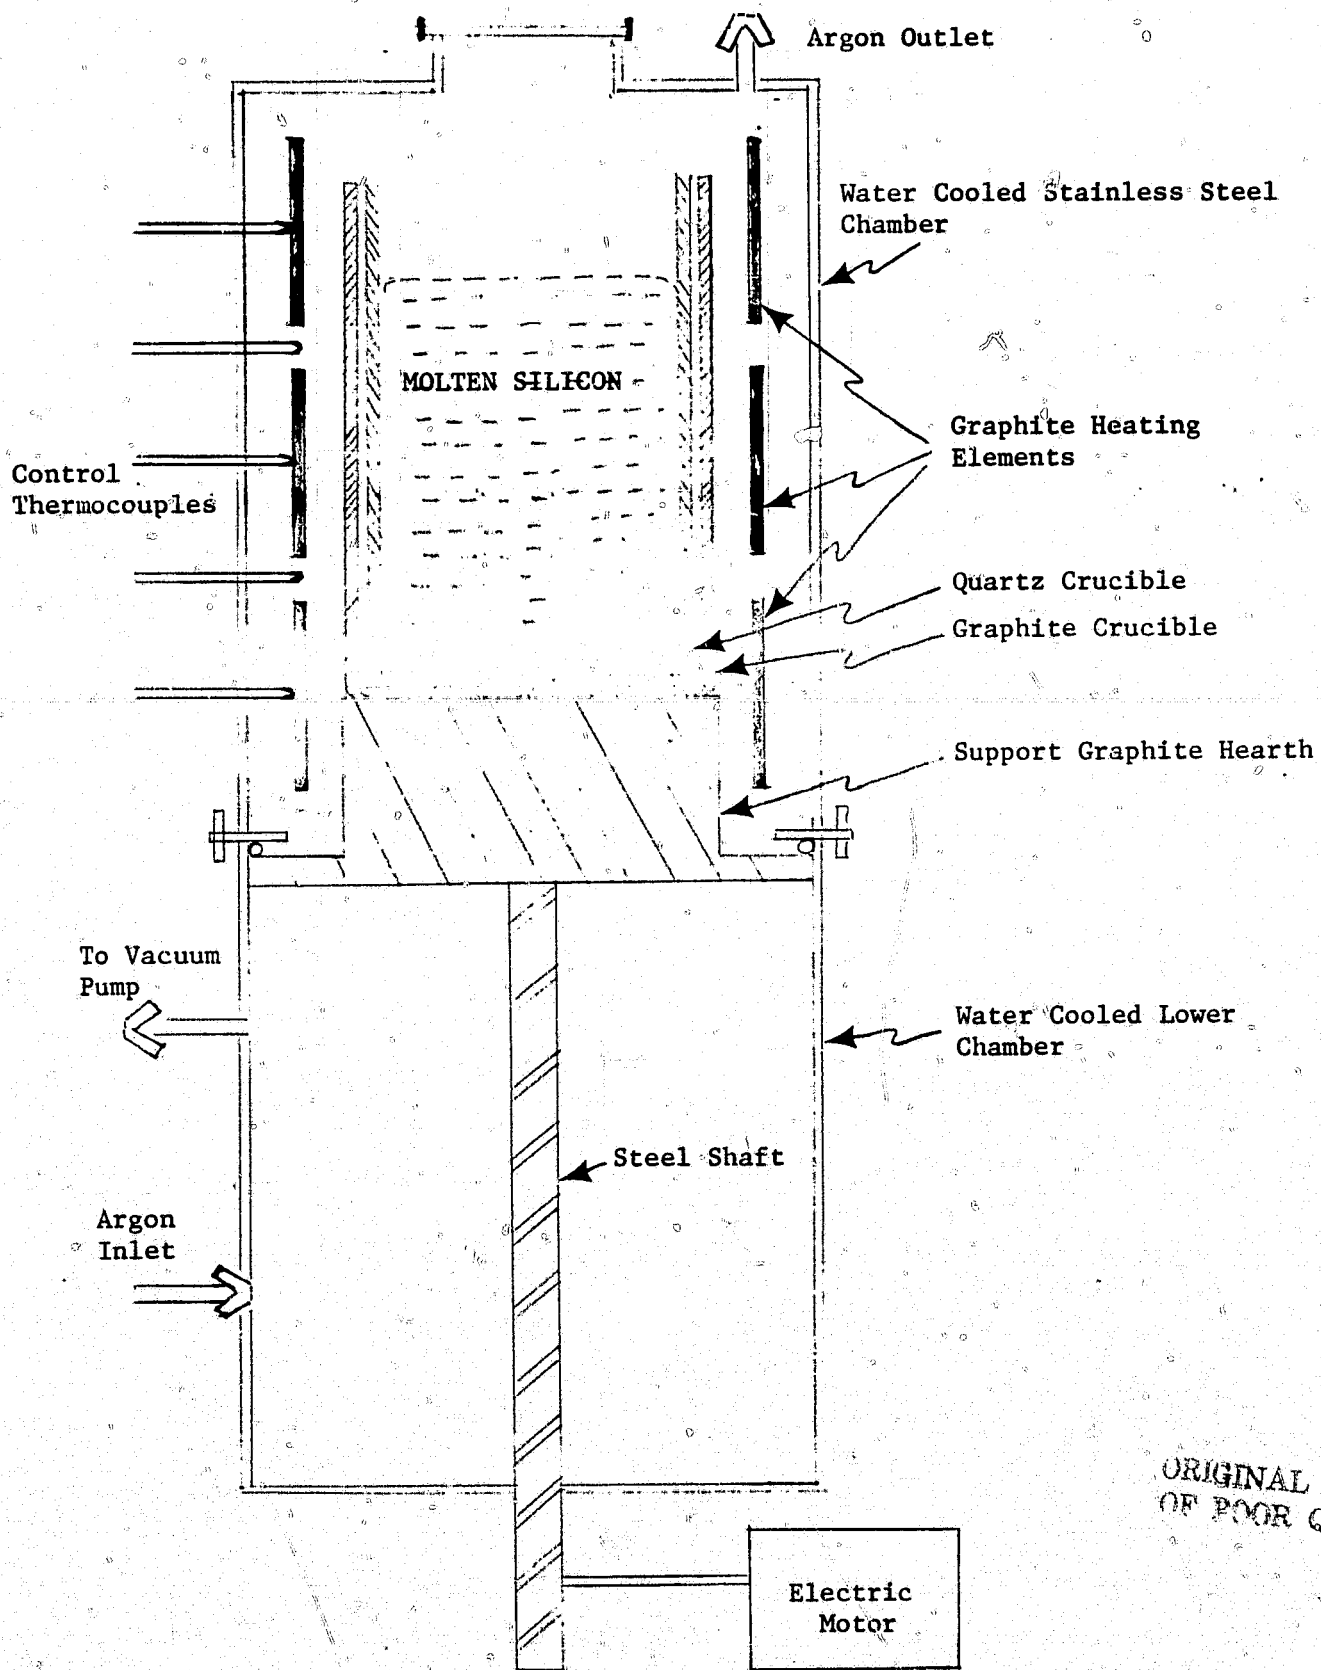 Argon Outlet
Water Cooled Stainless Steel
Chamber
MOLTEN SILICON
Graphite Heating
Elements
Control
Thermocouples
Quartz Crucible
Graphite Crucible
Support Graphite Hearth
To Vacuum
Pump
Water Cooled Lower
Chamber
Steel Shaft
Argon
Inlet
ORIGINAL
OF POOR
Electric
Motor